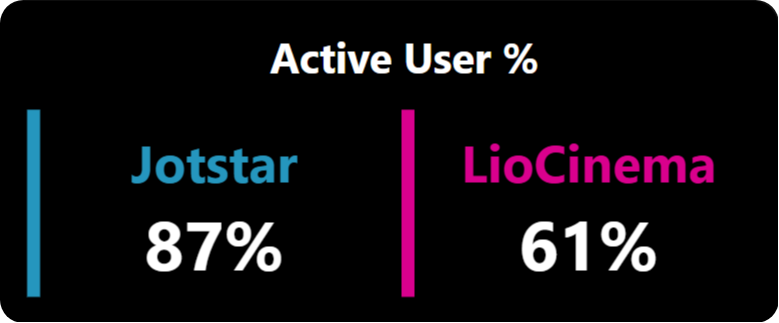 Active User %
Jotstar
87%
LioCinema
61%